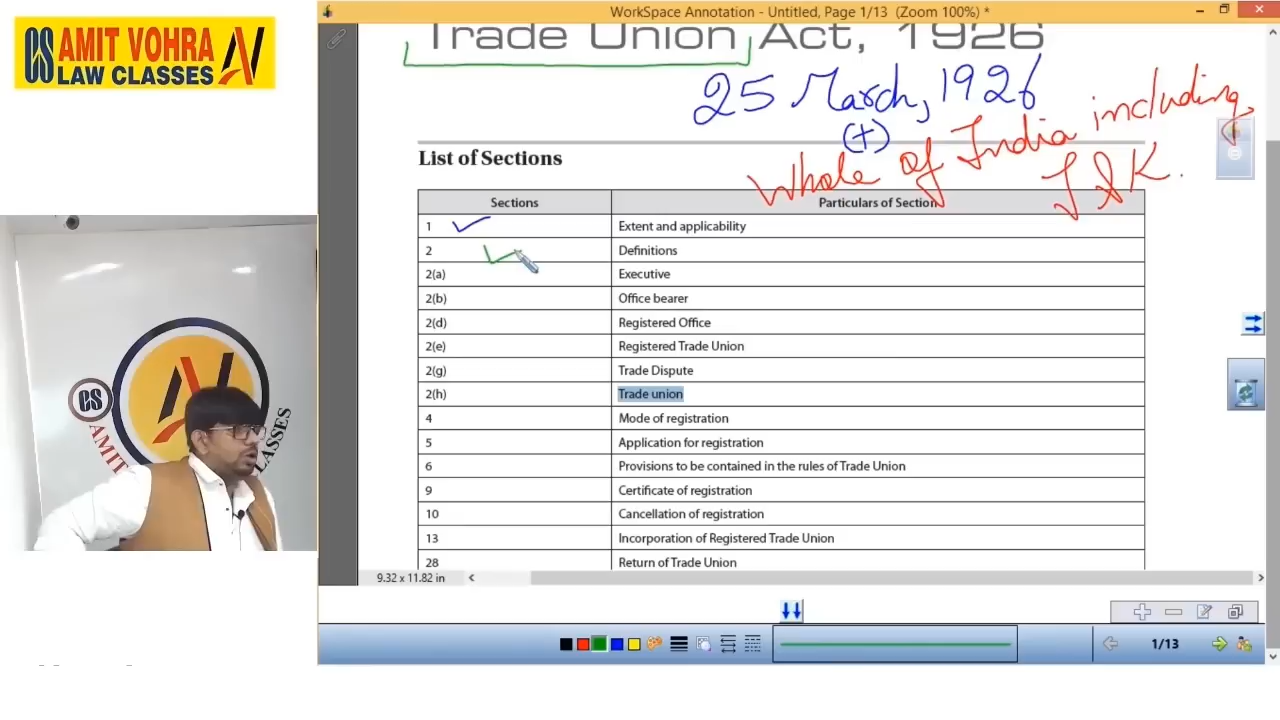 AMIT VOHRA
LAW CLASSES
WorkSpace Annotation - Untitled, Page 1/13 (Zoom 100%) *
Trade Union Act, 1926
25 March, 1926
(+)
Whole of India including
J & K.
List of Sections
Sections Particulars of Section
1 Extent and applicability
2 Definitions
2(a) Executive
2(b) Office bearer
2(d) Registered Office
2(e) Registered Trade Union
2(g) Trade Dispute
2(h) Trade union
4 Mode of registration
5 Application for registration
6 Provisions to be contained in the rules of Trade Union
9 Certificate of registration
10 Cancellation of registration
13 Incorporation of Registered Trade Union
28 Return of Trade Union
CS
AMIT
CLASSES
9.32 x 11.82 in
1/13